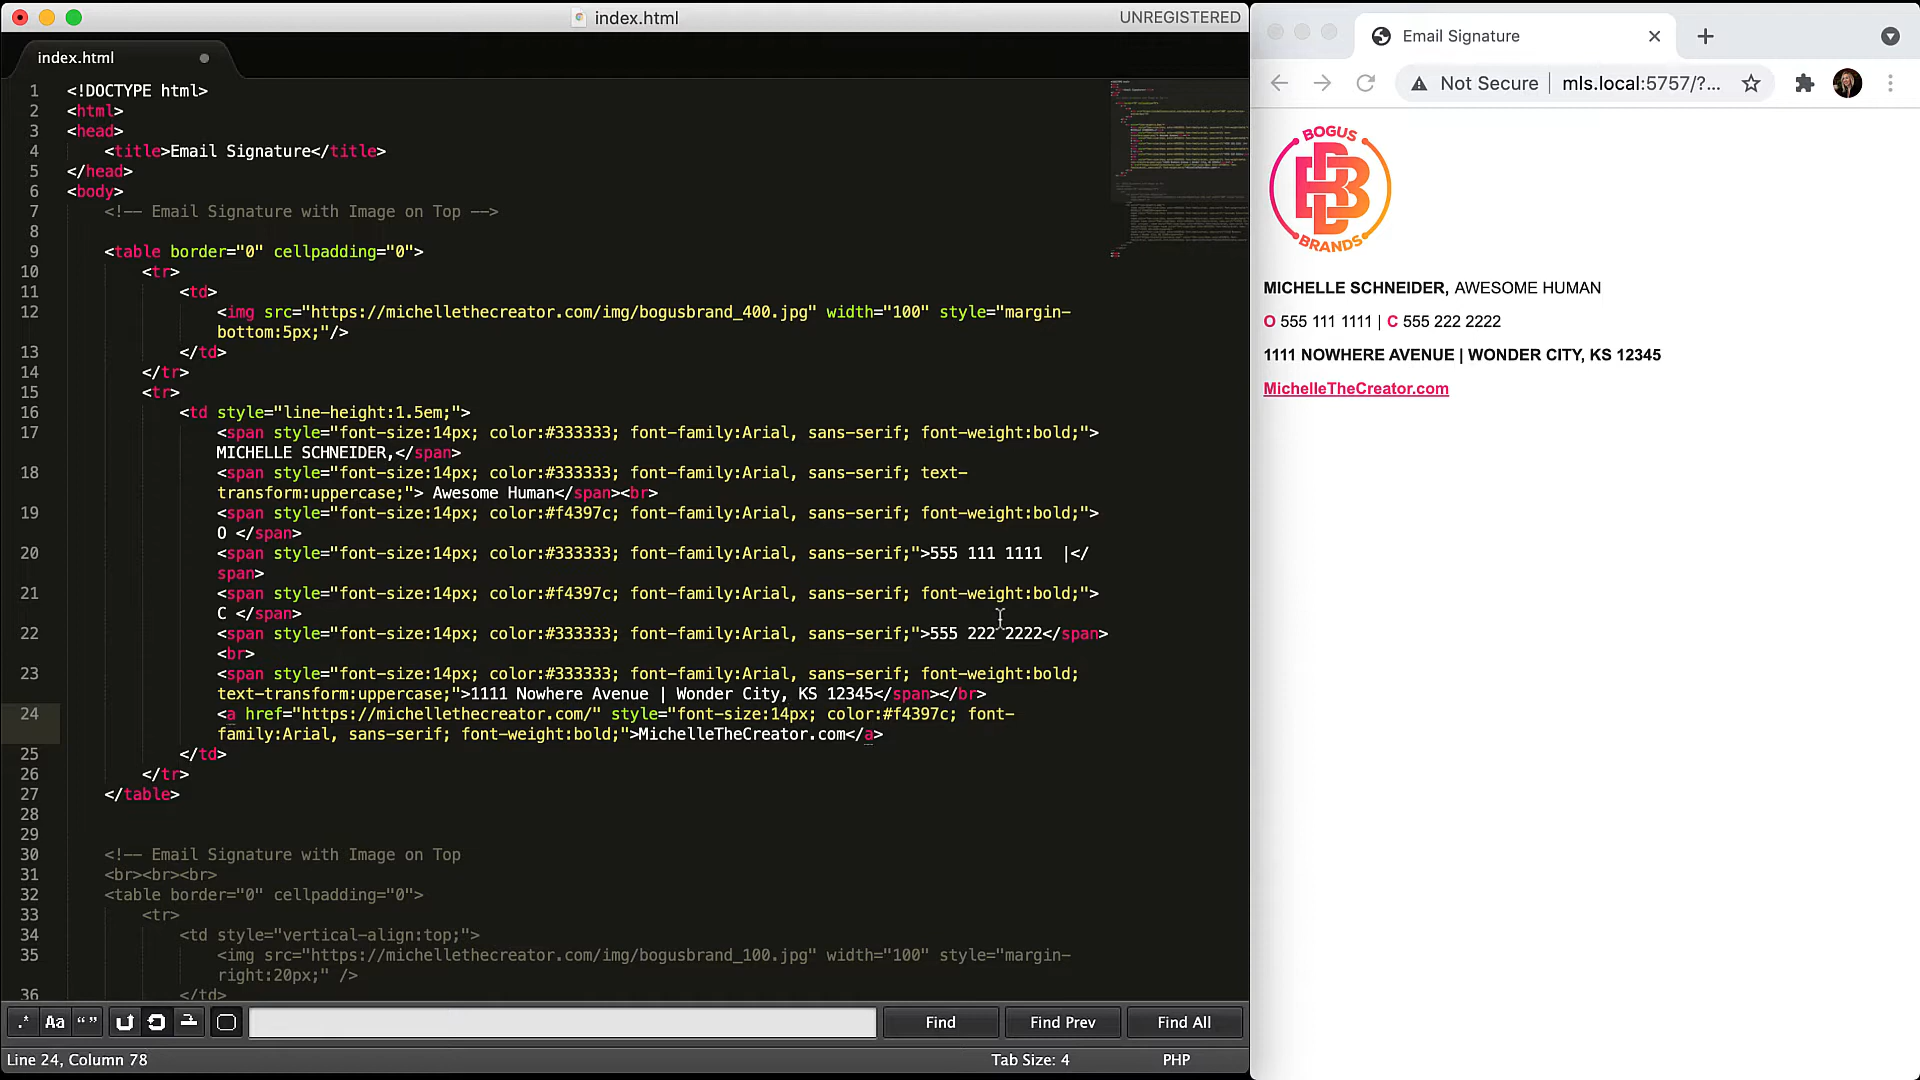 index.html
UNREGISTERED
index.html
1 <!DOCTYPE html>
2 <html>
3 <head>
4 <title>Email Signature</title>
5 </head>
6 <body>
7 <!-- Email Signature with Image on Top -->
8
9 <table border="0" cellpadding="0">
10 <tr>
11 <td>
12 <img src="https://michellethecreator.com/img/bogusbrand_400.jpg" width="100" style="margin-
bottom:5px;"/>
13 </td>
14 </tr>
15 <tr>
16 <td style="line-height:1.5em;">
17 <span style="font-size:14px; color:#333333; font-family:Arial, sans-serif; font-weight:bold;">
MICHELLE SCHNEIDER,</span>
18 <span style="font-size:14px; color:#333333; font-family:Arial, sans-serif; text-
transform:uppercase;"> Awesome Human</span><br>
19 <span style="font-size:14px; color:#f4397c; font-family:Arial, sans-serif; font-weight:bold;">
O </span>
20 <span style="font-size:14px; color:#333333; font-family:Arial, sans-serif;">555 111 1111  |</
span>
21 <span style="font-size:14px; color:#f4397c; font-family:Arial, sans-serif; font-weight:bold;">
C </span>
22 <span style="font-size:14px; color:#333333; font-family:Arial, sans-serif;">555 222 2222</span>
<br>
23 <span style="font-size:14px; color:#333333; font-family:Arial, sans-serif; font-weight:bold;
text-transform:uppercase;">1111 Nowhere Avenue | Wonder City, KS 12345</span></br>
24 <a href="https://michellethecreator.com/" style="font-size:14px; color:#f4397c; font-
family:Arial, sans-serif; font-weight:bold;">MichelleTheCreator.com</a>
25 </td>
26 </tr>
27 </table>
28
29
30 <!-- Email Signature with Image on Top
31 <br><br><br>
32 <table border="0" cellpadding="0">
33 <tr>
34 <td style="vertical-align:top;">
35 <img src="https://michellethecreator.com/img/bogusbrand_100.jpg" width="100" style="margin-
right:20px;" />
36 </td>
.* Aa “ ” Find Find Prev Find All
Line 24, Column 78
Tab Size: 4
PHP
Email Signature
Not Secure | mls.local:5757/?...
BOGUS
BRANDS
MICHELLE SCHNEIDER, AWESOME HUMAN
O 555 111 1111 | C 555 222 2222
1111 NOWHERE AVENUE | WONDER CITY, KS 12345
MichelleTheCreator.com